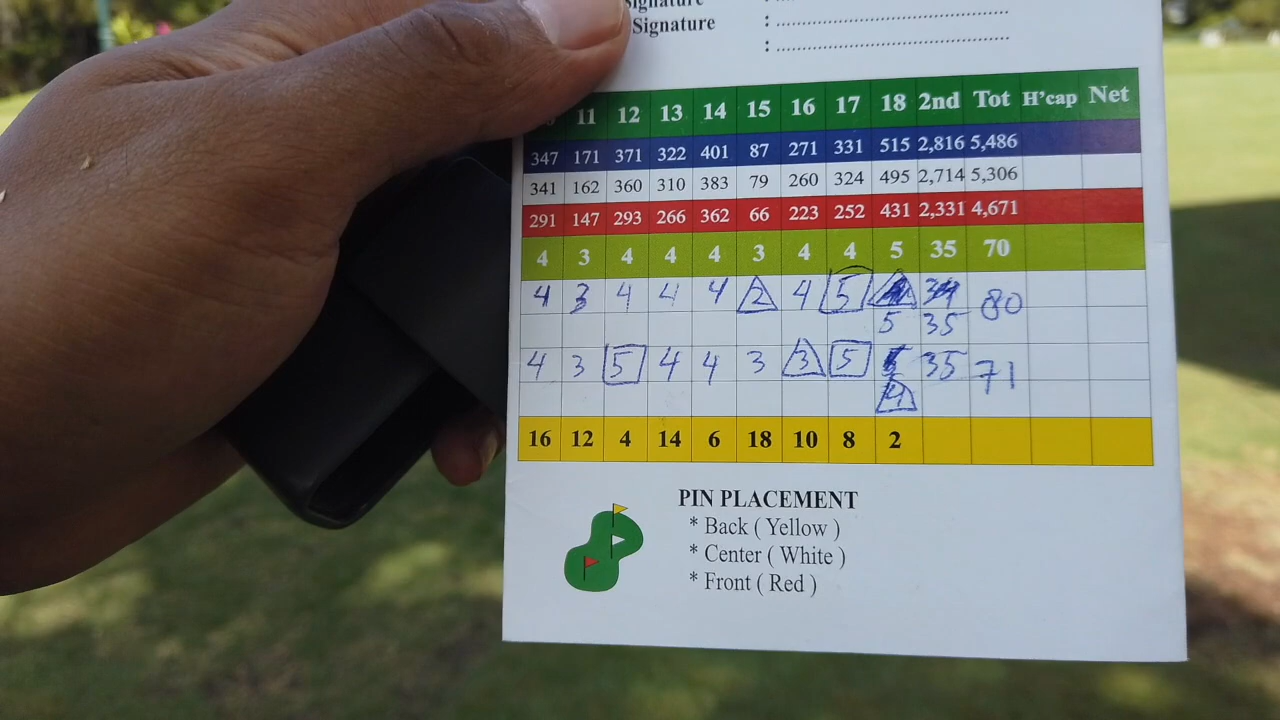 Signature
: ..............................
: ..............................
11 12 13 14 15 16 17 18 2nd Tot H'cap Net
347 171 371 322 401 87 271 331 515 2,816 5,486
341 162 360 310 383 79 260 324 495 2,714 5,306
291 147 293 266 362 66 223 252 431 2,331 4,671
4 3 4 4 4 3 4 4 5 35 70
4 3 4 4 4 2 4 5 34 80
5 35
4 3 5 4 4 3 3 5 35 71
4
16 12 4 14 6 18 10 8 2
PIN PLACEMENT
* Back ( Yellow )
* Center ( White )
* Front ( Red )